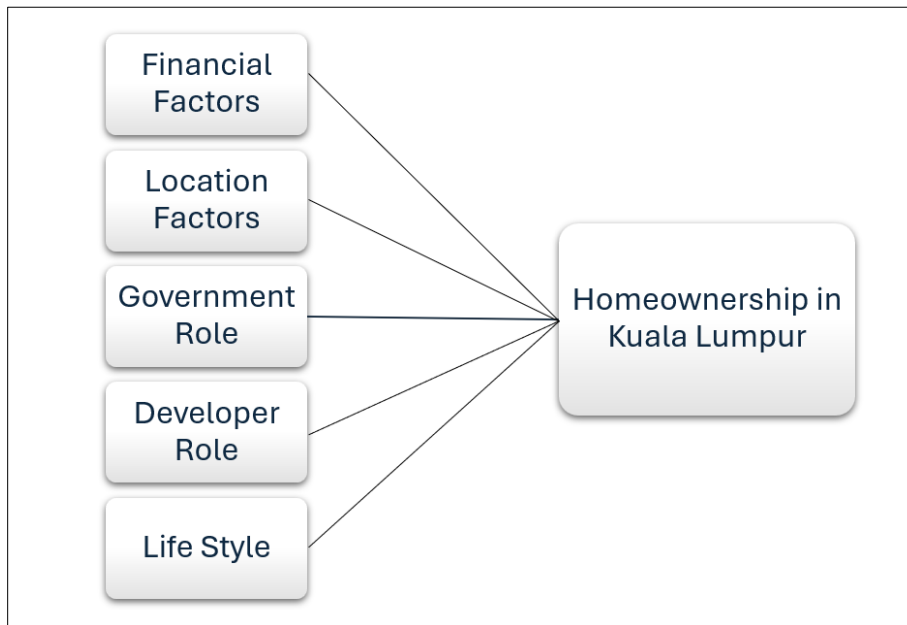 Financial
Factors
Location
Factors
Government
Role
Developer
Role
Life Style
Homeownership in
Kuala Lumpur